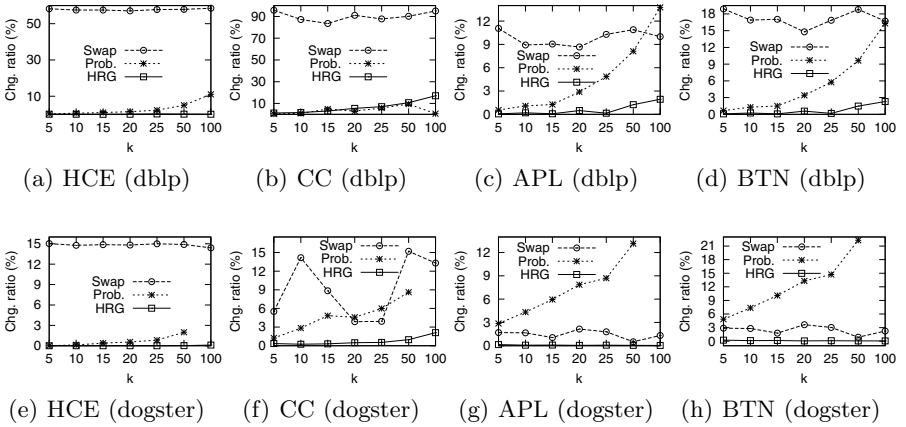 Chg. ratio (%)
50
30
10
Swap
Prob.
HRG
5 10 15 20 25 50 100
k
(a) HCE (dblp)
Chg. ratio (%)
90
70
50
30
10
Swap
Prob.
HRG
5 10 15 20 25 50 100
k
(b) CC (dblp)
Chg. ratio (%)
12
9
6
3
0
Swap
Prob.
HRG
5 10 15 20 25 50 100
k
(c) APL (dblp)
Chg. ratio (%)
18
15
12
9
6
3
0
Swap
Prob.
HRG
5 10 15 20 25 50 100
k
(d) BTN (dblp)
Chg. ratio (%)
15
12
9
6
3
0
Swap
Prob.
HRG
5 10 15 20 25 50 100
k
(e) HCE (dogster)
Chg. ratio (%)
15
12
9
6
3
0
Swap
Prob.
HRG
5 10 15 20 25 50 100
k
(f) CC (dogster)
Chg. ratio (%)
12
9
6
3
0
Swap
Prob.
HRG
5 10 15 20 25 50 100
k
(g) APL (dogster)
Chg. ratio (%)
21
18
15
12
9
6
3
0
Swap
Prob.
HRG
5 10 15 20 25 50 100
k
(h) BTN (dogster)